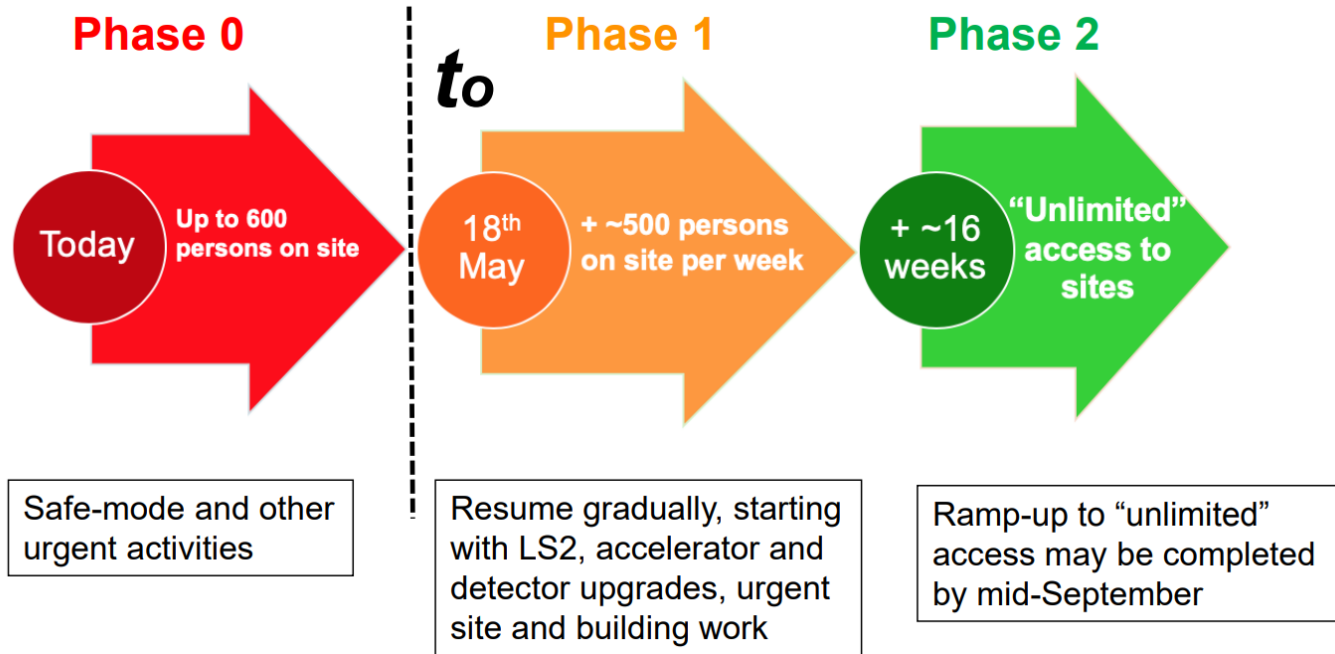 Phase 0
Today
Up to 600
persons on site
Safe-mode and other
urgent activities
to
Phase 1
18th
May
+ ~500 persons
on site per week
Resume gradually, starting
with LS2, accelerator and
detector upgrades, urgent
site and building work
Phase 2
+ ~16
weeks
“Unlimited”
access to
sites
Ramp-up to “unlimited”
access may be completed
by mid-September